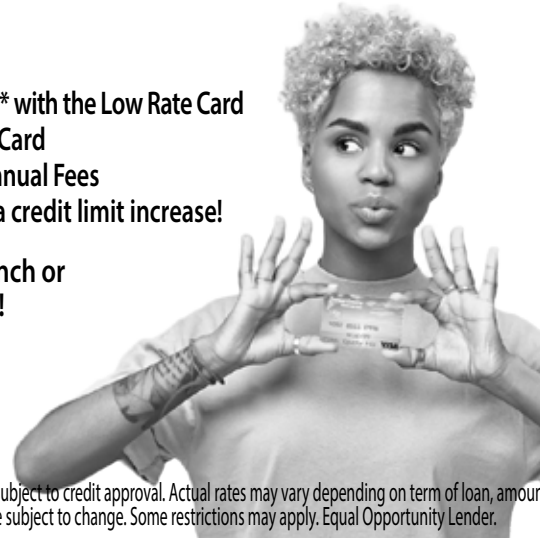 * with the Low Rate Card
Card
nual Fees
a credit limit increase!
nch or
!
ubject to credit approval. Actual rates may vary depending on term of loan, amoun
e subject to change. Some restrictions may apply. Equal Opportunity Lender.